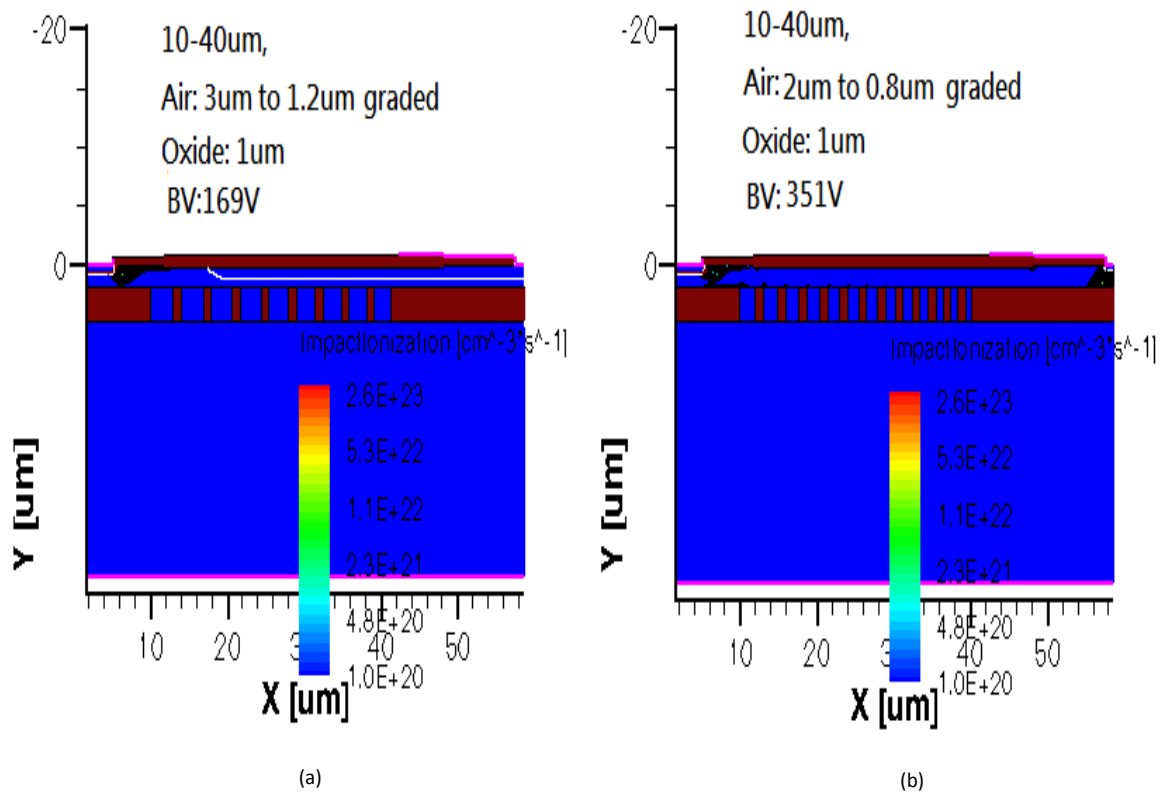 -20
10-40um,
Air: 3um to 1.2um graded
Oxide: 1um
BV:169V
0
ImpactIonization [cm^-3*s^-1]
2.6E+23
5.3E+22
1.1E+22
2.3E+21
4.8E+20
1.0E+20
Y [um]
10 20 3 40 50
X [um]
(a)
-20
10-40um,
Air: 2um to 0.8um graded
Oxide: 1um
BV: 351V
0
ImpactIonization [cm^-3*s^-1]
2.6E+23
5.3E+22
1.1E+22
2.3E+21
4.8E+20
1.0E+20
Y [um]
10 20 3 40 50
X [um]
(b)